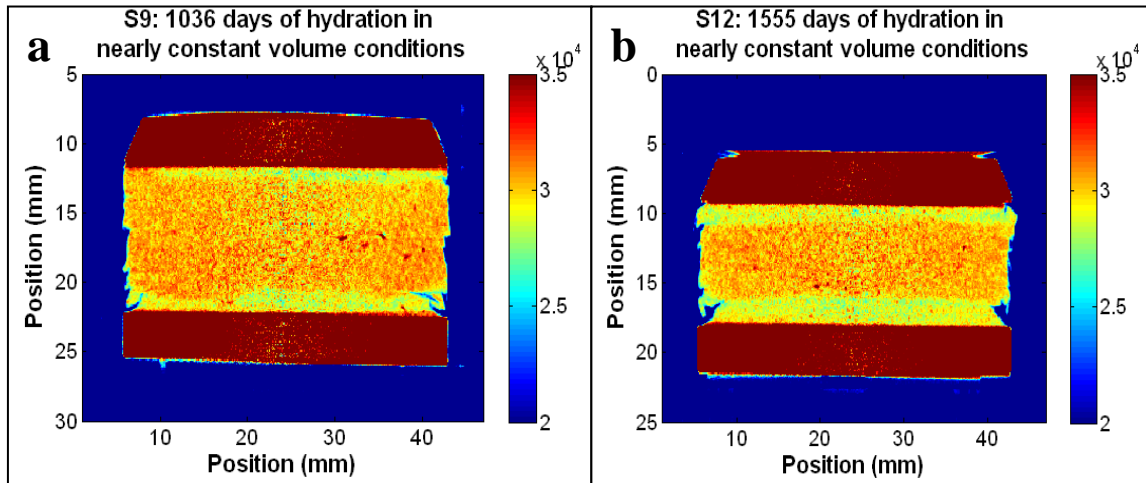 a
S9: 1036 days of hydration in
nearly constant volume conditions
x 10^4
5
10
15
20
25
30
Position (mm)
10 20 30 40
Position (mm)
3.5
3
2.5
2
b
S12: 1555 days of hydration in
nearly constant volume conditions
x 10^4
0
5
10
15
20
25
Position (mm)
10 20 30 40
Position (mm)
3.5
3
2.5
2